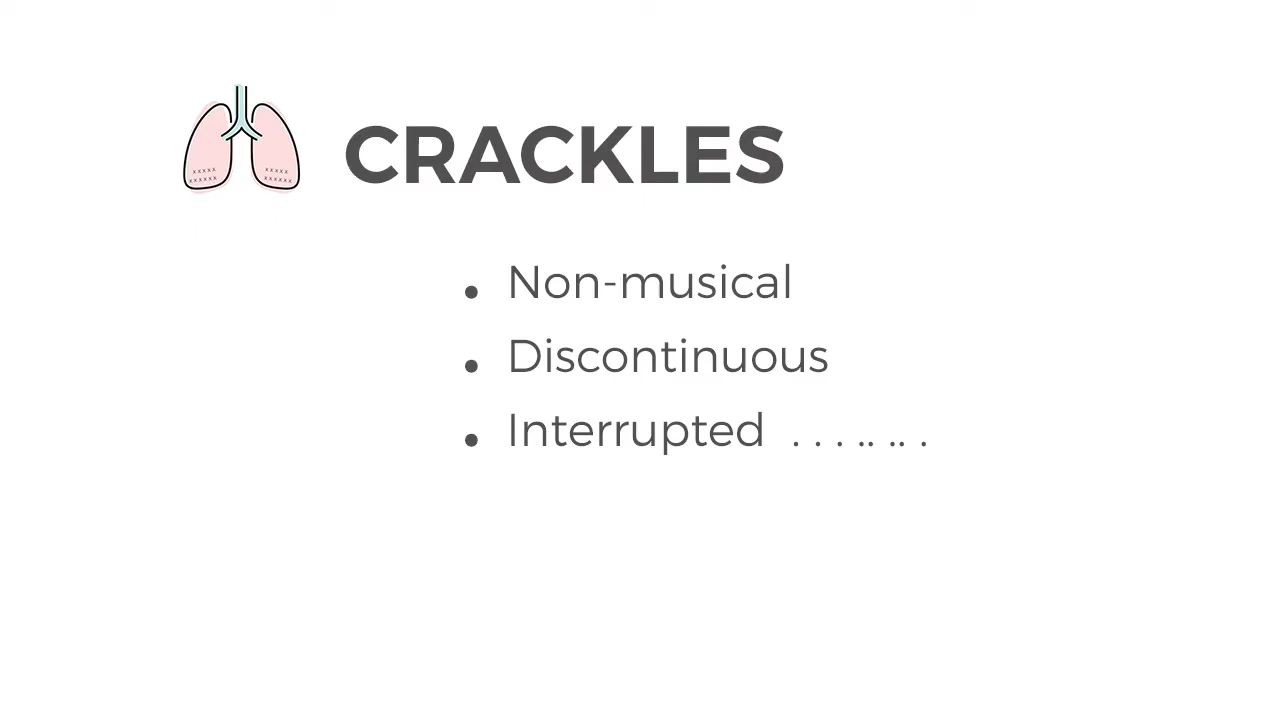 CRACKLES
• Non-musical
• Discontinuous
• Interrupted . . . .. .. .